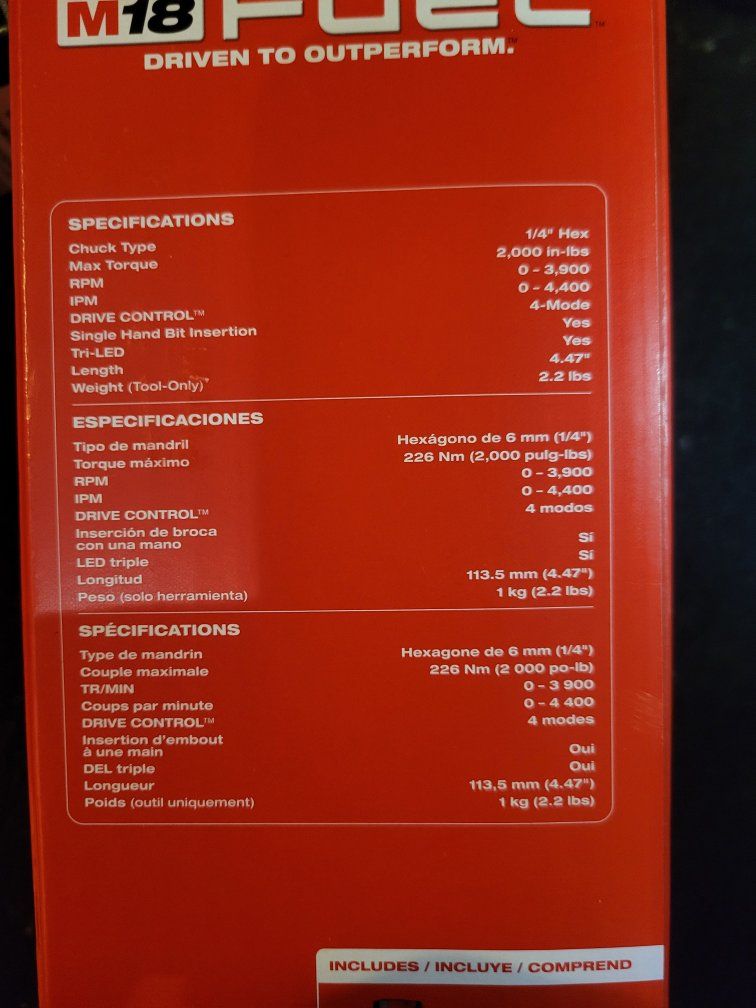 M18 FUEL™
DRIVEN TO OUTPERFORM.™
SPECIFICATIONS
Chuck Type 1/4" Hex
Max Torque 2,000 in-lbs
RPM 0 - 3,900
IPM 0 - 4,400
DRIVE CONTROL™ 4-Mode
Single Hand Bit Insertion Yes
Tri-LED Yes
Length 4.47"
Weight (Tool-Only) 2.2 lbs
ESPECIFICACIONES
Tipo de mandril Hexágono de 6 mm (1/4")
Torque máximo 226 Nm (2,000 pulg-lbs)
RPM 0 - 3,900
IPM 0 - 4,400
DRIVE CONTROL™ 4 modos
Inserción de broca
con una mano Sí
LED triple Sí
Longitud 113.5 mm (4.47")
Peso (solo herramienta) 1 kg (2.2 lbs)
SPÉCIFICATIONS
Type de mandrin Hexagone de 6 mm (1/4")
Couple maximale 226 Nm (2 000 po-lb)
TR/MIN 0 - 3 900
Coups par minute 0 - 4 400
DRIVE CONTROL™ 4 modes
Insertion d'embout
à une main Oui
DEL triple Oui
Longueur 113,5 mm (4.47")
Poids (outil uniquement) 1 kg (2.2 lbs)
INCLUDES / INCLUYE / COMPREND